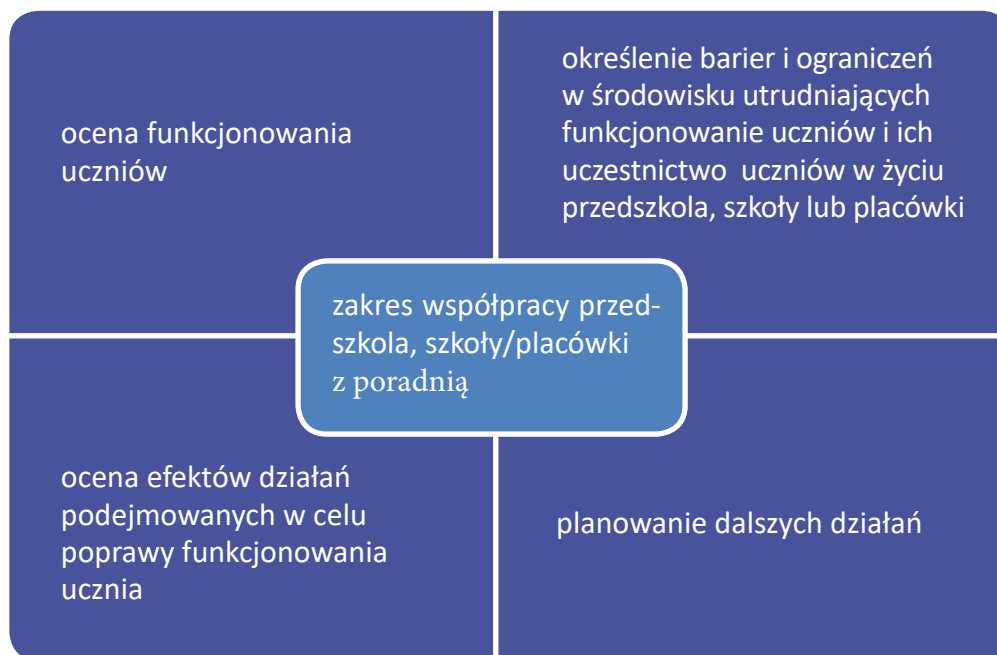 ocena funkcjonowania
uczniów
określenie barier i ograniczeń
w środowisku utrudniających
funkcjonowanie uczniów i ich
uczestnictwo uczniów w życiu
przedszkola, szkoły lub placówki
zakres współpracy przed-
szkola, szkoły/placówki
z poradnią
ocena efektów działań
podejmowanych w celu
poprawy funkcjonowania
ucznia
planowanie dalszych działań